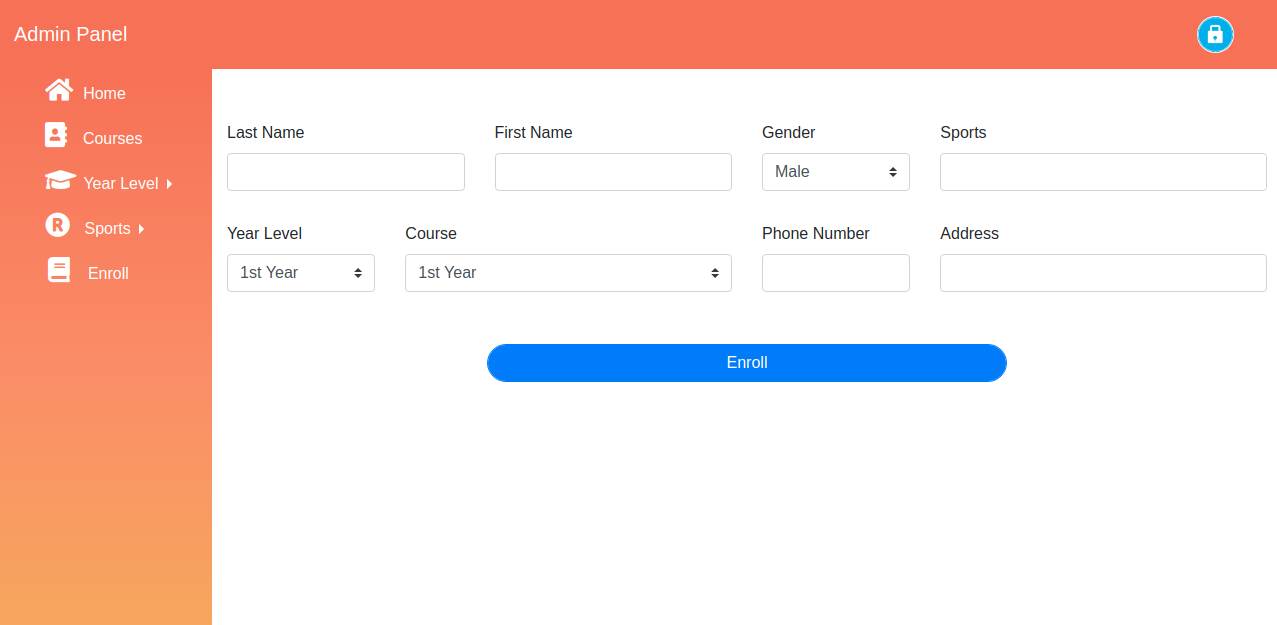 Admin Panel
Home
Courses
Year Level
Sports
Enroll
Last Name
First Name
Gender
Sports
Male
Year Level
Course
Phone Number
Address
1st Year
1st Year
Enroll